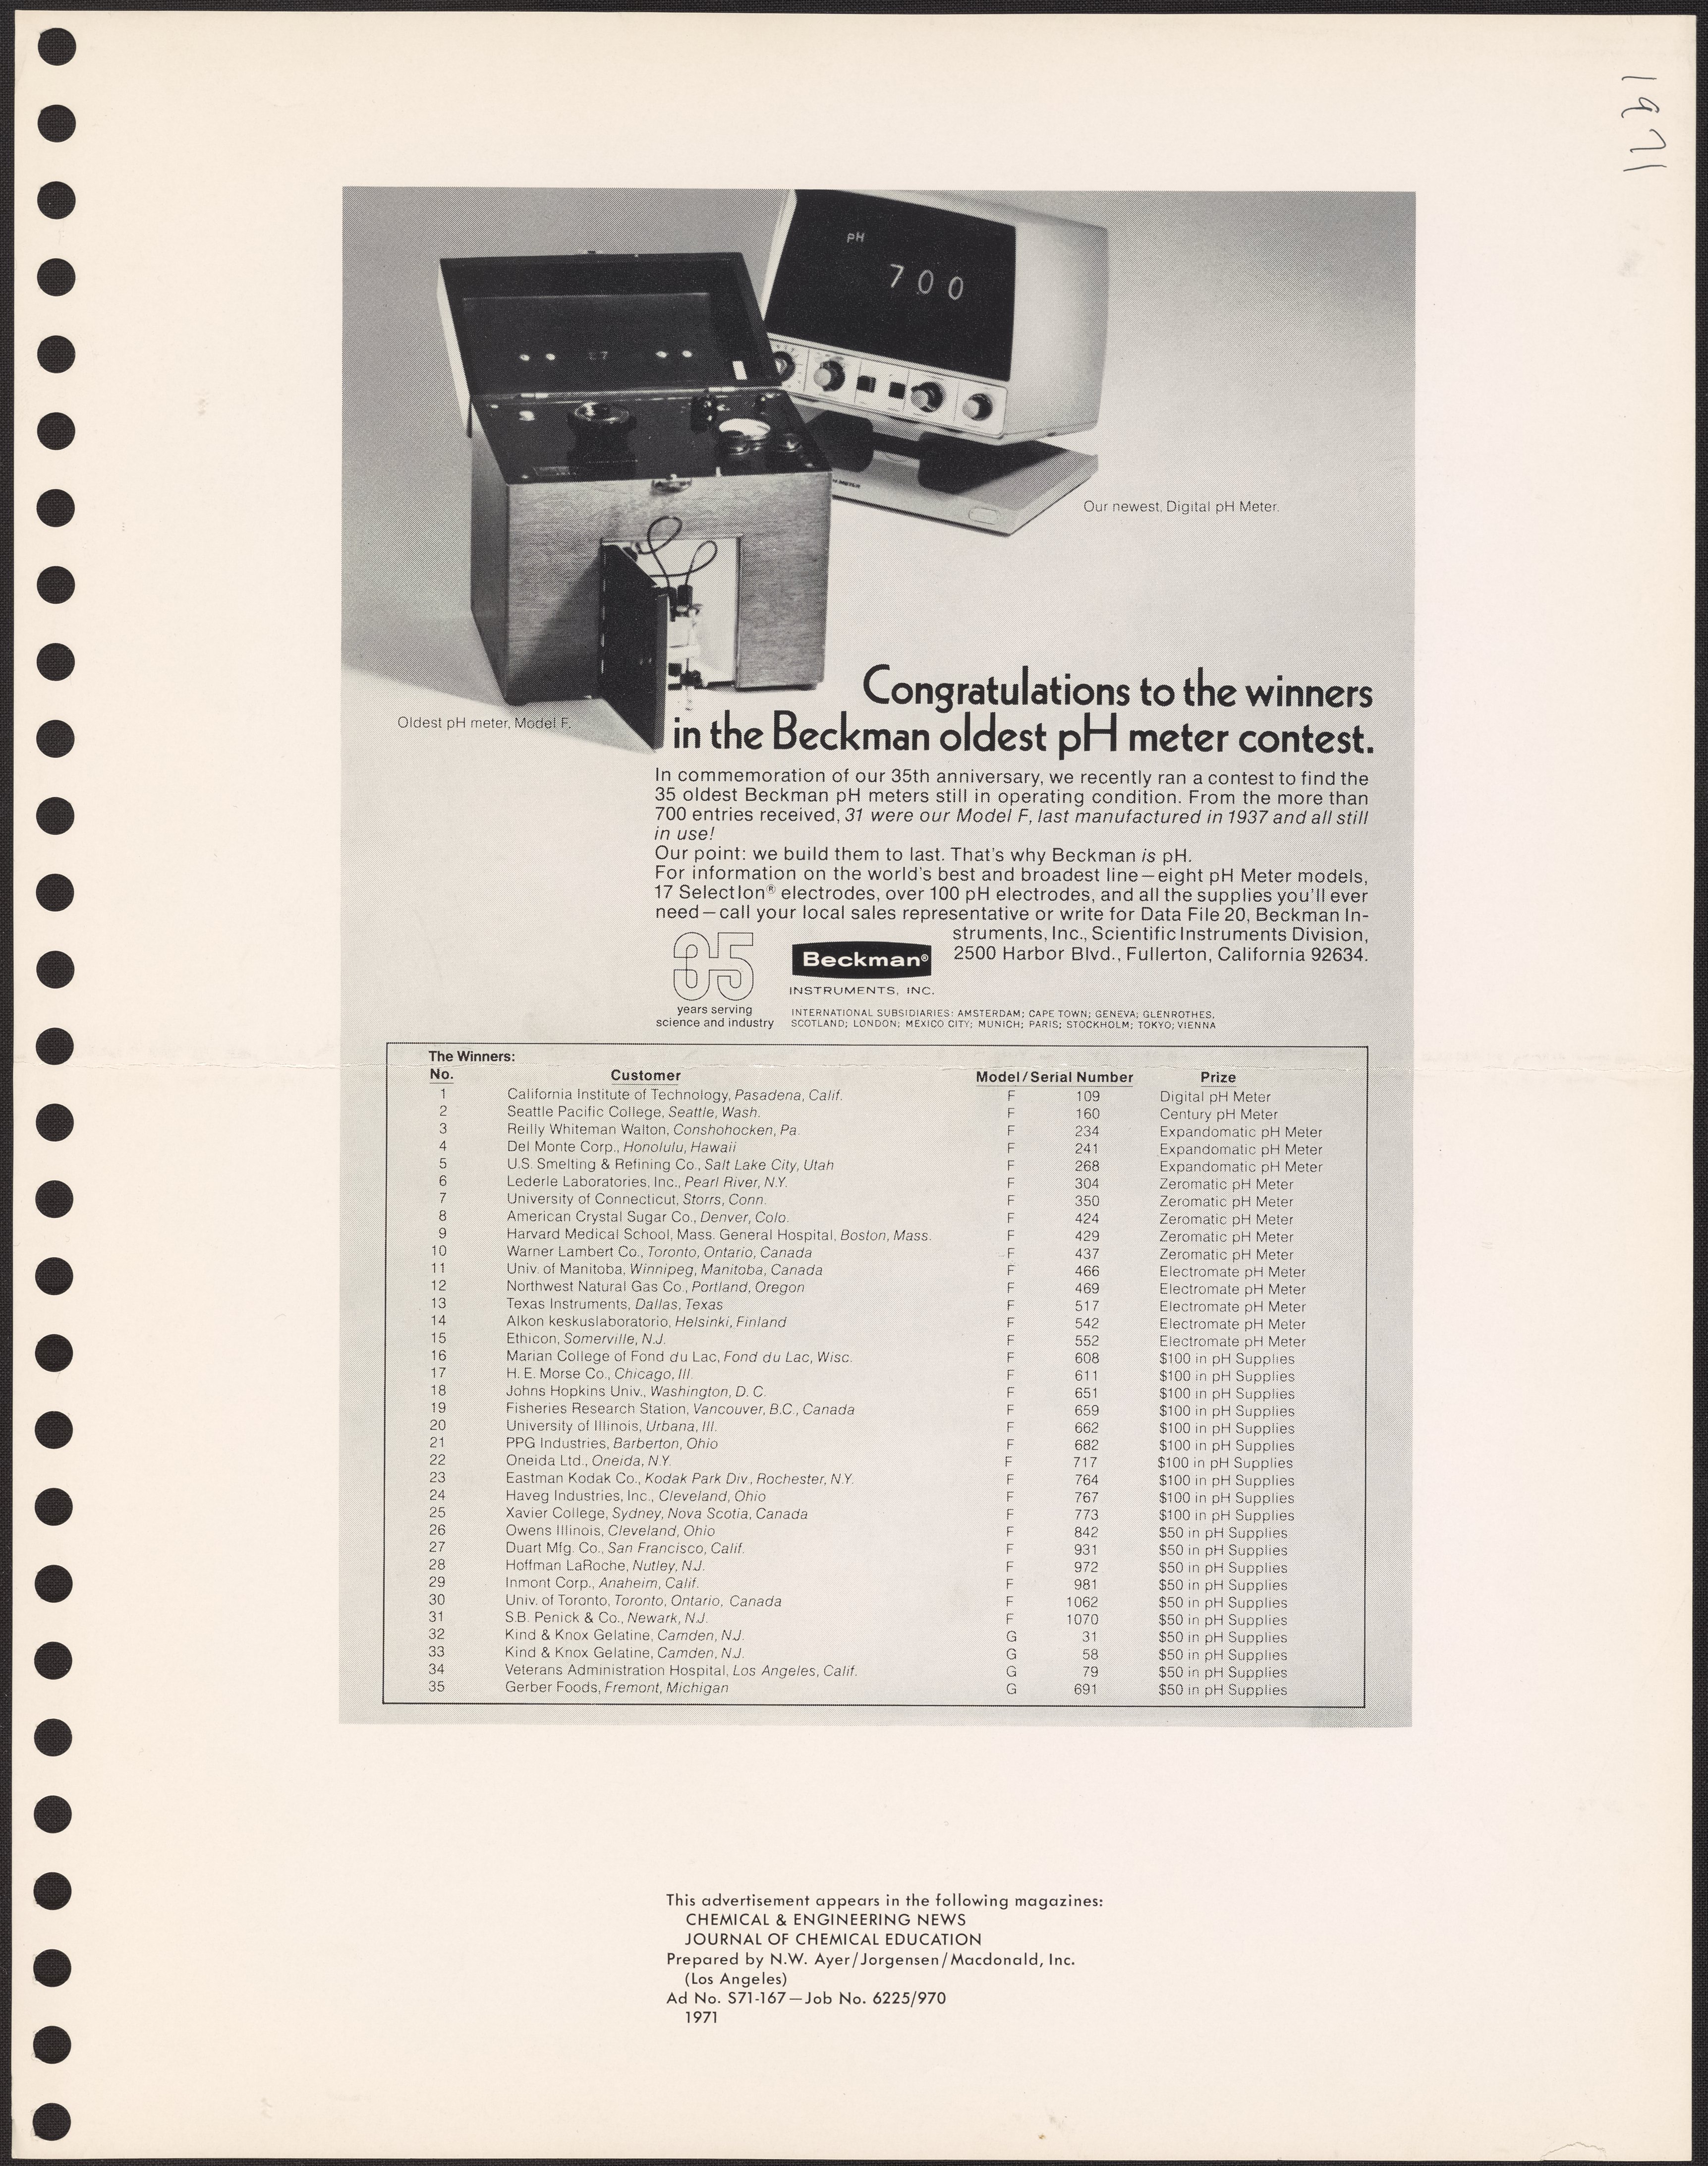 1971
pH
700
Our newest, Digital pH Meter.
Oldest pH meter, Model F.
Congratulations to the winners
in the Beckman oldest pH meter contest.
In commemoration of our 35th anniversary, we recently ran a contest to find the
35 oldest Beckman pH meters still in operating condition. From the more than
700 entries received, 31 were our Model F, last manufactured in 1937 and all still
in use!
Our point: we build them to last. That's why Beckman is pH.
For information on the world's best and broadest line—eight pH Meter models,
17 SelectIon® electrodes, over 100 pH electrodes, and all the supplies you'll ever
need—call your local sales representative or write for Data File 20, Beckman In-
struments, Inc., Scientific Instruments Division,
2500 Harbor Blvd., Fullerton, California 92634.
35
years serving
science and industry
Beckman®
INSTRUMENTS, INC.
INTERNATIONAL SUBSIDIARIES: AMSTERDAM; CAPE TOWN; GENEVA; GLENROTHES,
SCOTLAND; LONDON; MEXICO CITY; MUNICH; PARIS; STOCKHOLM; TOKYO; VIENNA
The Winners:
No. Customer Model/Serial Number Prize
1 California Institute of Technology, Pasadena, Calif. F 109 Digital pH Meter
2 Seattle Pacific College, Seattle, Wash. F 160 Century pH Meter
3 Reilly Whiteman Walton, Conshohocken, Pa. F 234 Expandomatic pH Meter
4 Del Monte Corp., Honolulu, Hawaii F 241 Expandomatic pH Meter
5 U.S. Smelting & Refining Co., Salt Lake City, Utah F 268 Expandomatic pH Meter
6 Lederle Laboratories, Inc., Pearl River, N.Y. F 304 Zeromatic pH Meter
7 University of Connecticut, Storrs, Conn. F 350 Zeromatic pH Meter
8 American Crystal Sugar Co., Denver, Colo. F 424 Zeromatic pH Meter
9 Harvard Medical School, Mass. General Hospital, Boston, Mass. F 429 Zeromatic pH Meter
10 Warner Lambert Co., Toronto, Ontario, Canada F 437 Zeromatic pH Meter
11 Univ. of Manitoba, Winnipeg, Manitoba, Canada F 466 Electromate pH Meter
12 Northwest Natural Gas Co., Portland, Oregon F 469 Electromate pH Meter
13 Texas Instruments, Dallas, Texas F 517 Electromate pH Meter
14 Alkon keskuslaboratorio, Helsinki, Finland F 542 Electromate pH Meter
15 Ethicon, Somerville, N.J. F 552 Electromate pH Meter
16 Marian College of Fond du Lac, Fond du Lac, Wisc. F 608 $100 in pH Supplies
17 H. E. Morse Co., Chicago, Ill. F 611 $100 in pH Supplies
18 Johns Hopkins Univ., Washington, D. C. F 651 $100 in pH Supplies
19 Fisheries Research Station, Vancouver, B.C., Canada F 659 $100 in pH Supplies
20 University of Illinois, Urbana, Ill. F 662 $100 in pH Supplies
21 PPG Industries, Barberton, Ohio F 682 $100 in pH Supplies
22 Oneida Ltd., Oneida, N.Y. F 717 $100 in pH Supplies
23 Eastman Kodak Co., Kodak Park Div., Rochester, N.Y. F 764 $100 in pH Supplies
24 Haveg Industries, Inc., Cleveland, Ohio F 767 $100 in pH Supplies
25 Xavier College, Sydney, Nova Scotia, Canada F 773 $100 in pH Supplies
26 Owens Illinois, Cleveland, Ohio F 842 $50 in pH Supplies
27 Duart Mfg. Co., San Francisco, Calif. F 931 $50 in pH Supplies
28 Hoffman LaRoche, Nutley, N.J. F 972 $50 in pH Supplies
29 Inmont Corp., Anaheim, Calif. F 981 $50 in pH Supplies
30 Univ. of Toronto, Toronto, Ontario, Canada F 1062 $50 in pH Supplies
31 S.B. Penick & Co., Newark, N.J. F 1070 $50 in pH Supplies
32 Kind & Knox Gelatine, Camden, N.J. G 31 $50 in pH Supplies
33 Kind & Knox Gelatine, Camden, N.J. G 58 $50 in pH Supplies
34 Veterans Administration Hospital, Los Angeles, Calif. G 79 $50 in pH Supplies
35 Gerber Foods, Fremont, Michigan G 691 $50 in pH Supplies
This advertisement appears in the following magazines:
CHEMICAL & ENGINEERING NEWS
JOURNAL OF CHEMICAL EDUCATION
Prepared by N.W. Ayer/Jorgensen/Macdonald, Inc.
(Los Angeles)
Ad No. S71-167—Job No. 6225/970
1971